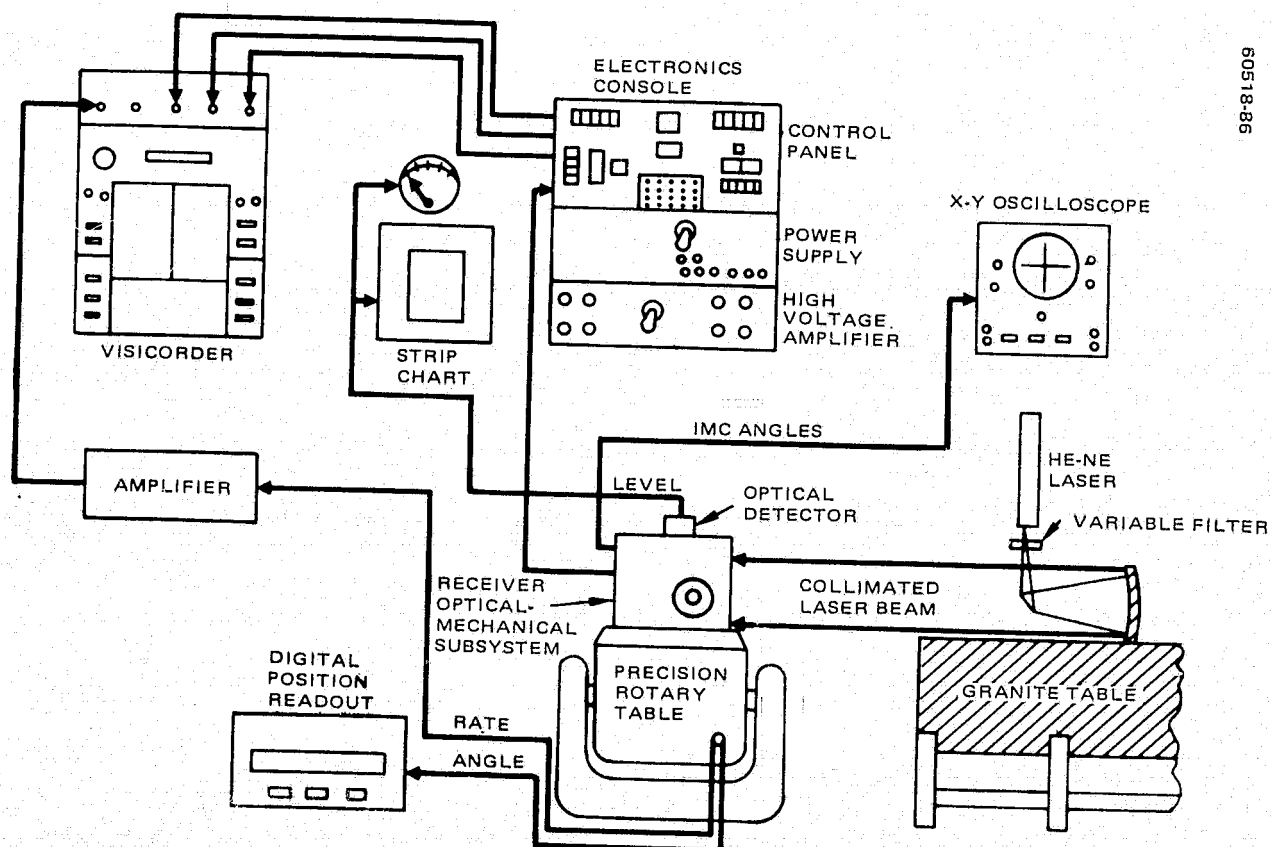 60518-86
ELECTRONICS
CONSOLE
CONTROL
PANEL
X-Y OSCILLOSCOPE
POWER
SUPPLY
HIGH
VOLTAGE
AMPLIFIER
VISICORDER
STRIP
CHART
IMC ANGLES
HE-NE
LASER
AMPLIFIER
LEVEL
OPTICAL
DETECTOR
VARIABLE FILTER
RECEIVER
OPTICAL-
MECHANICAL
SUBSYSTEM
COLLIMATED
LASER BEAM
DIGITAL
POSITION
READOUT
PRECISION
ROTARY
TABLE
GRANITE TABLE
RATE
ANGLE